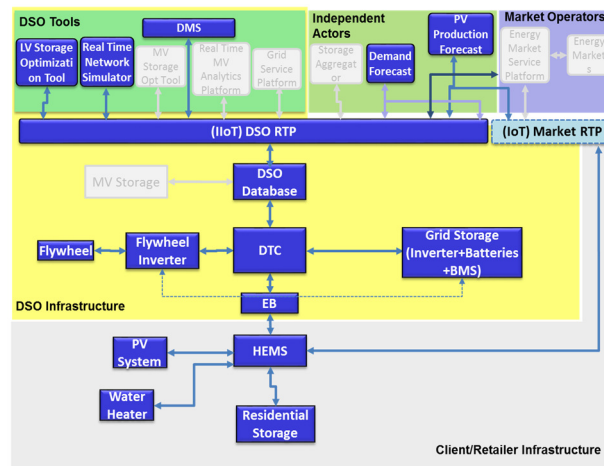 DSO Tools
Independent
Actors
Market Operators
LV Storage
Optimizati
on Tool
Real Time
Network
Simulator
MV
Storage
Opt Tool
DMS
Real Time
MV
Analytics
Platform
Grid
Service
Platform
Storage
Aggregat
or
Demand
Forecast
PV
Production
Forecast
Energy
Market
Service
Platform
Energy
Market
s
(IIoT) DSO RTP
(IoT) Market RTP
MV Storage
DSO
Database
Flywheel
Flywheel
Inverter
DTC
Grid Storage
(Inverter+Batteries
+BMS)
DSO Infrastructure
EB
PV
System
HEMS
Water
Heater
Residential
Storage
Client/Retailer Infrastructure